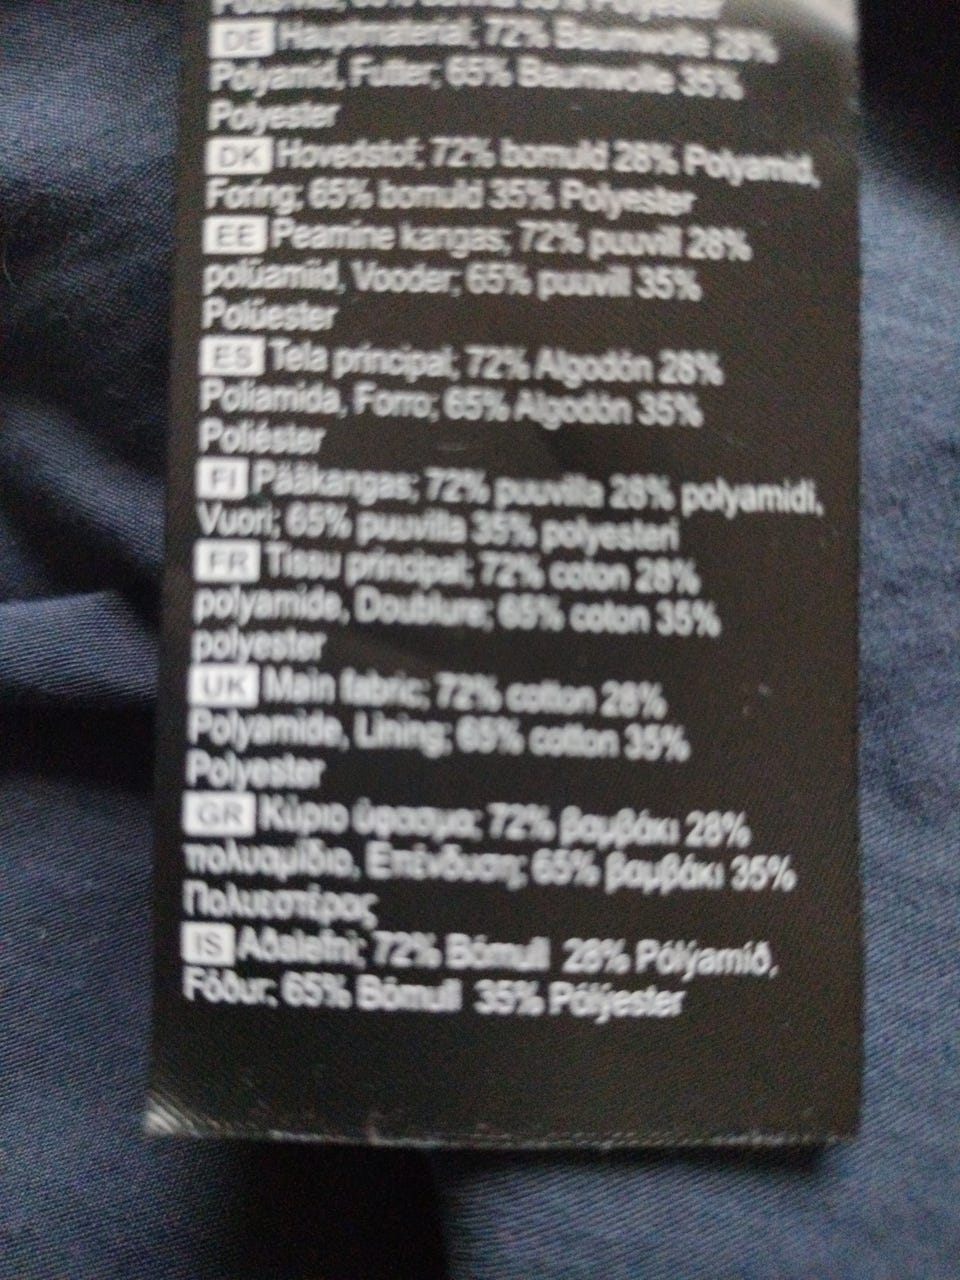 65% 35% Polyester
DE Hauptmaterial; 72% Baumwolle 28%
Polyamid, Futter; 65% Baumwolle 35%
Polyester
DK Hovedstof; 72% bomuld 28% Polyamid,
Foring; 65% bomuld 35% Polyester
EE Peamine kangas; 72% puuvill 28%
polüamiid, Vooder; 65% puuvill 35%
Polüester
ES Tela principal; 72% Algodón 28%
Poliamida, Forro; 65% Algodón 35%
Poliéster
FI Pääkangas; 72% puuvilla 28% polyamidi,
Vuori; 65% puuvilla 35% polyesteri
FR Tissu principal; 72% coton 28%
polyamide, Doublure; 65% coton 35%
polyester
UK Main fabric; 72% cotton 28%
Polyamide, Lining; 65% cotton 35%
Polyester
GR Κύριο ύφασμα; 72% βαμβάκι 28%
πολυαμίδιο, Επένδυση; 65% βαμβάκι 35%
Πολυεστέρας
IS Aðalefni; 72% Bómull 28% Pólýamíð,
Fóður; 65% Bómull 35% Pólýester